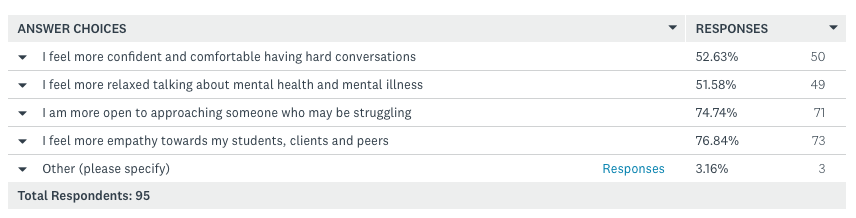 ANSWER CHOICES RESPONSES
I feel more confident and comfortable having hard conversations 52.63% 50
I feel more relaxed talking about mental health and mental illness 51.58% 49
I am more open to approaching someone who may be struggling 74.74% 71
I feel more empathy towards my students, clients and peers 76.84% 73
Other (please specify) Responses 3.16% 3
Total Respondents: 95